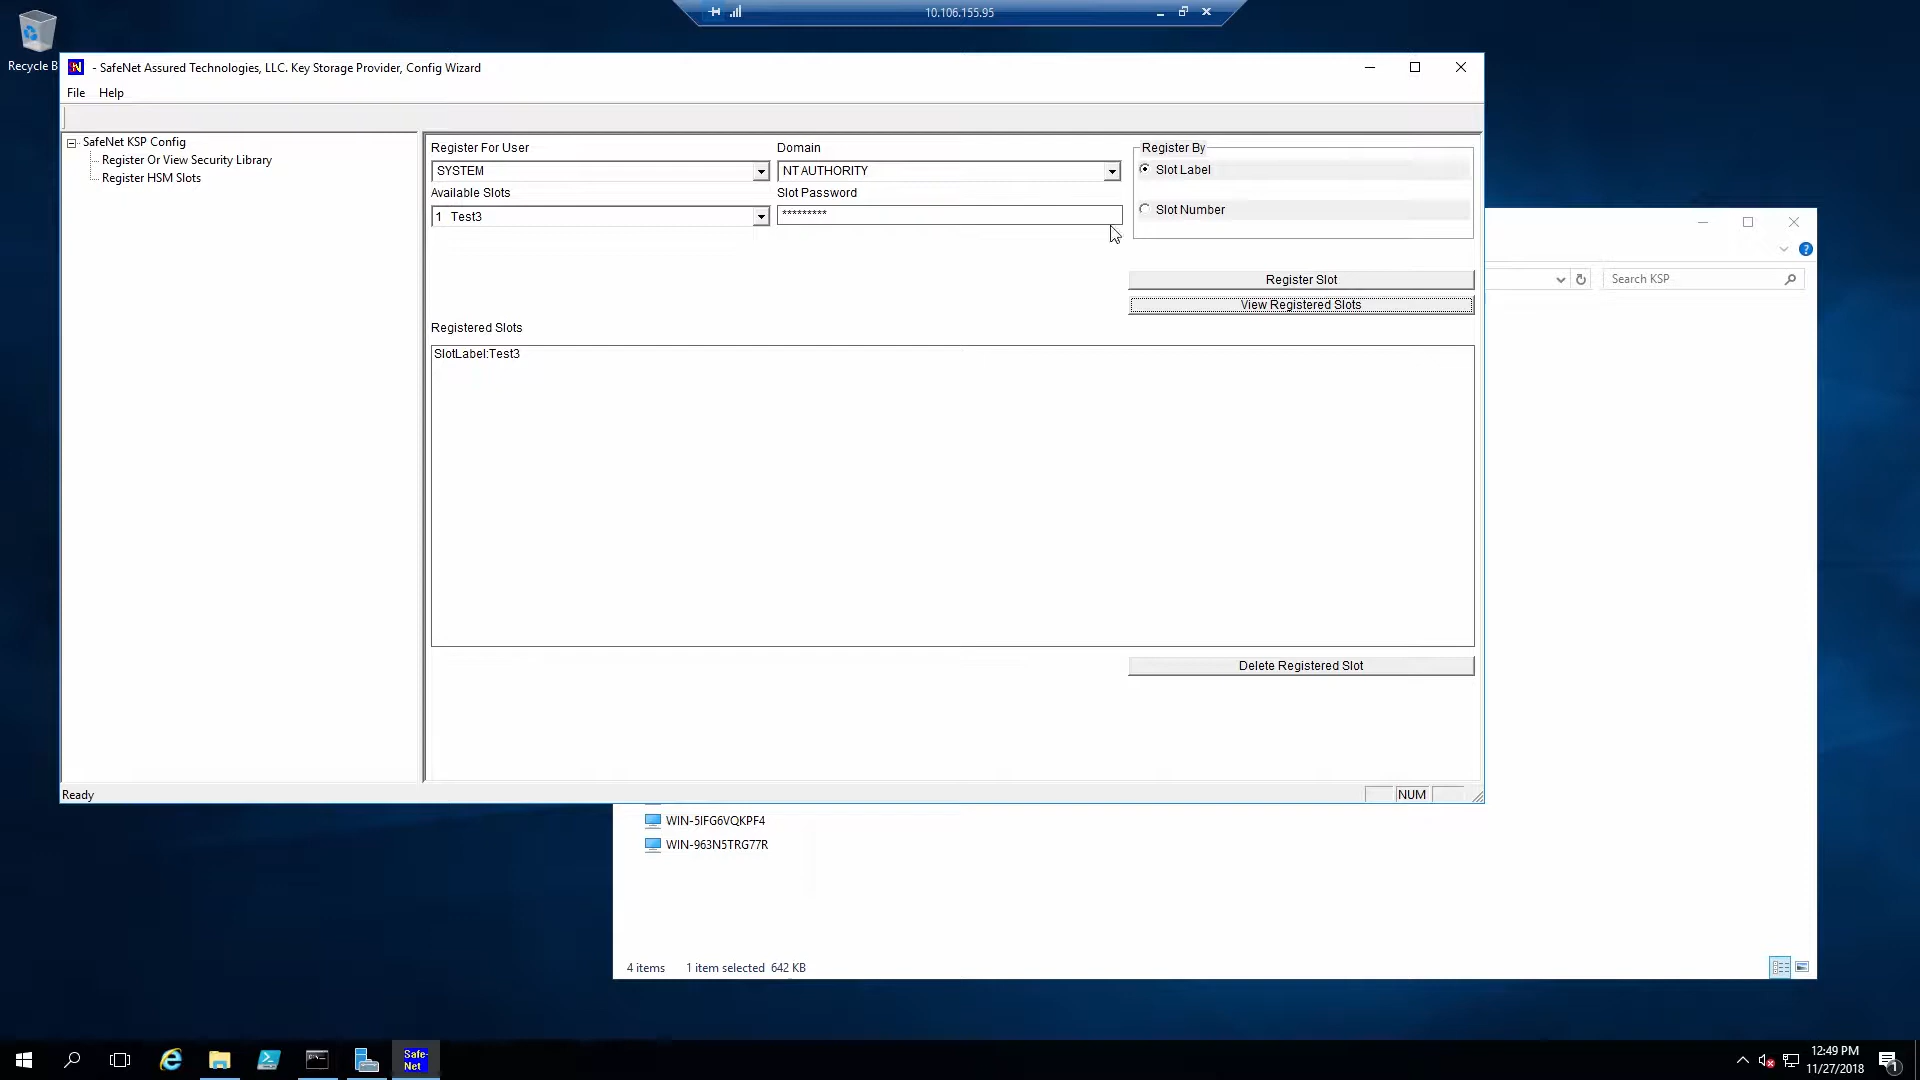 10.106.155.95
Recycle B
- SafeNet Assured Technologies, LLC. Key Storage Provider, Config Wizard
File Help
SafeNet KSP Config
Register Or View Security Library
Register HSM Slots
Register For User
Domain
Register By
SYSTEM
NT AUTHORITY
Slot Label
Available Slots
Slot Password
1 Test3
*********
Slot Number
Register Slot
View Registered Slots
Search KSP
Registered Slots
SlotLabel:Test3
Delete Registered Slot
Ready
NUM
WIN-5IFG6VQKPF4
WIN-963N5TRG77R
4 items 1 item selected 642 KB
Safe-
Net
12:49 PM
11/27/2018
1